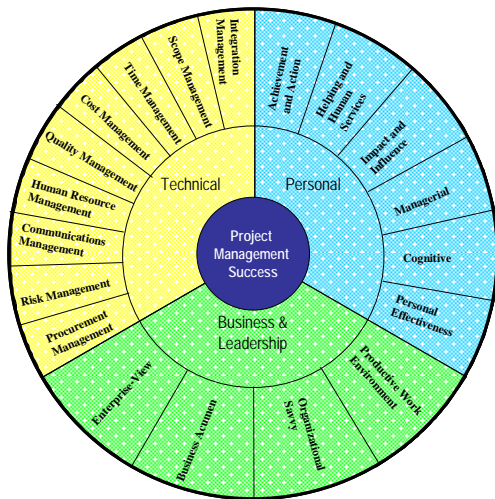 Integration
Management
Scope Management
Time Management
Cost Management
Quality Management
Human Resource
Management
Communications
Management
Risk Management
Procurement
Management
Technical
Achievement
and Action
Helping and
Human
Services
Impact and
Influence
Managerial
Cognitive
Personal
Effectiveness
Personal
Project
Management
Success
Business &
Leadership
Enterprise-View
Business Acumen
Organizational
Savvy
Productive Work
Environment